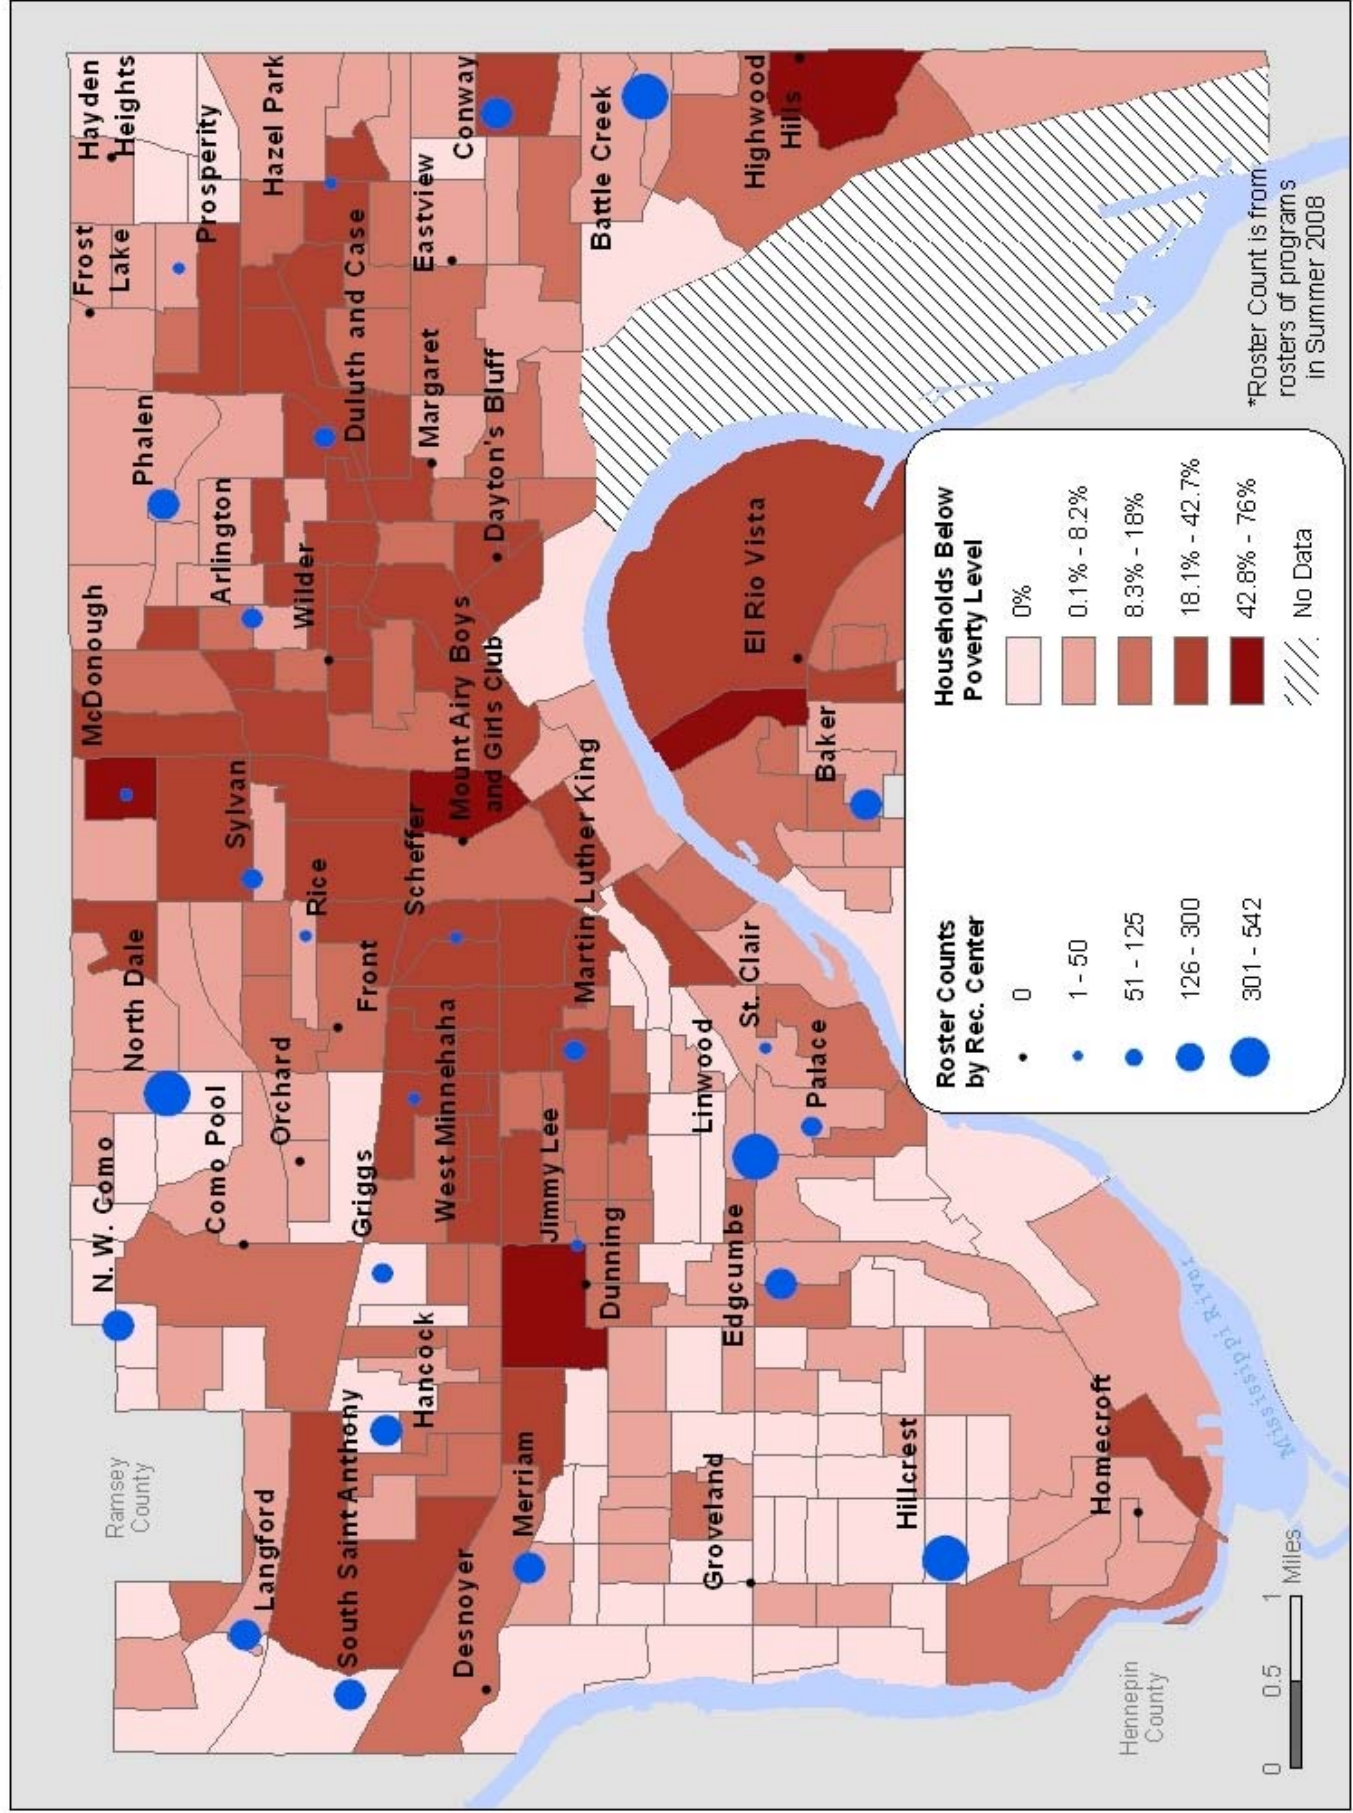 Hayden
Heights
Frost
Lake
Prosperity
Hazel Park
Conway
Battle Creek
Highwood
Hills
Eastview
Duluth and Case
Margaret
Dayton's Bluff
Phalen
Arlington
Wilder
McDonough
Mount Airy Boys
and Girls Club
El Rio Vista
Baker
Sylvan
Rice
Scheffer
Martin Luther King
North Dale
Front
Orchard
West Minnehaha
St. Clair
Linwood
Palace
N. W. Como
Como Pool
Griggs
Jimmy Lee
Dunning
Edgcumbe
Hancock
South Saint Anthony
Langford
Merriam
Desnoyer
Groveland
Hillcrest
Homecroft
Ramsey
County
Hennepin
County
Mississippi River
0 0.5 1
Miles
Roster Counts
by Rec. Center
0
1 - 50
51 - 125
126 - 300
301 - 542
Households Below
Poverty Level
0%
0.1% - 8.2%
8.3% - 18%
18.1% - 42.7%
42.8% - 76%
No Data
*Roster Count is from
rosters of programs
in Summer 2008